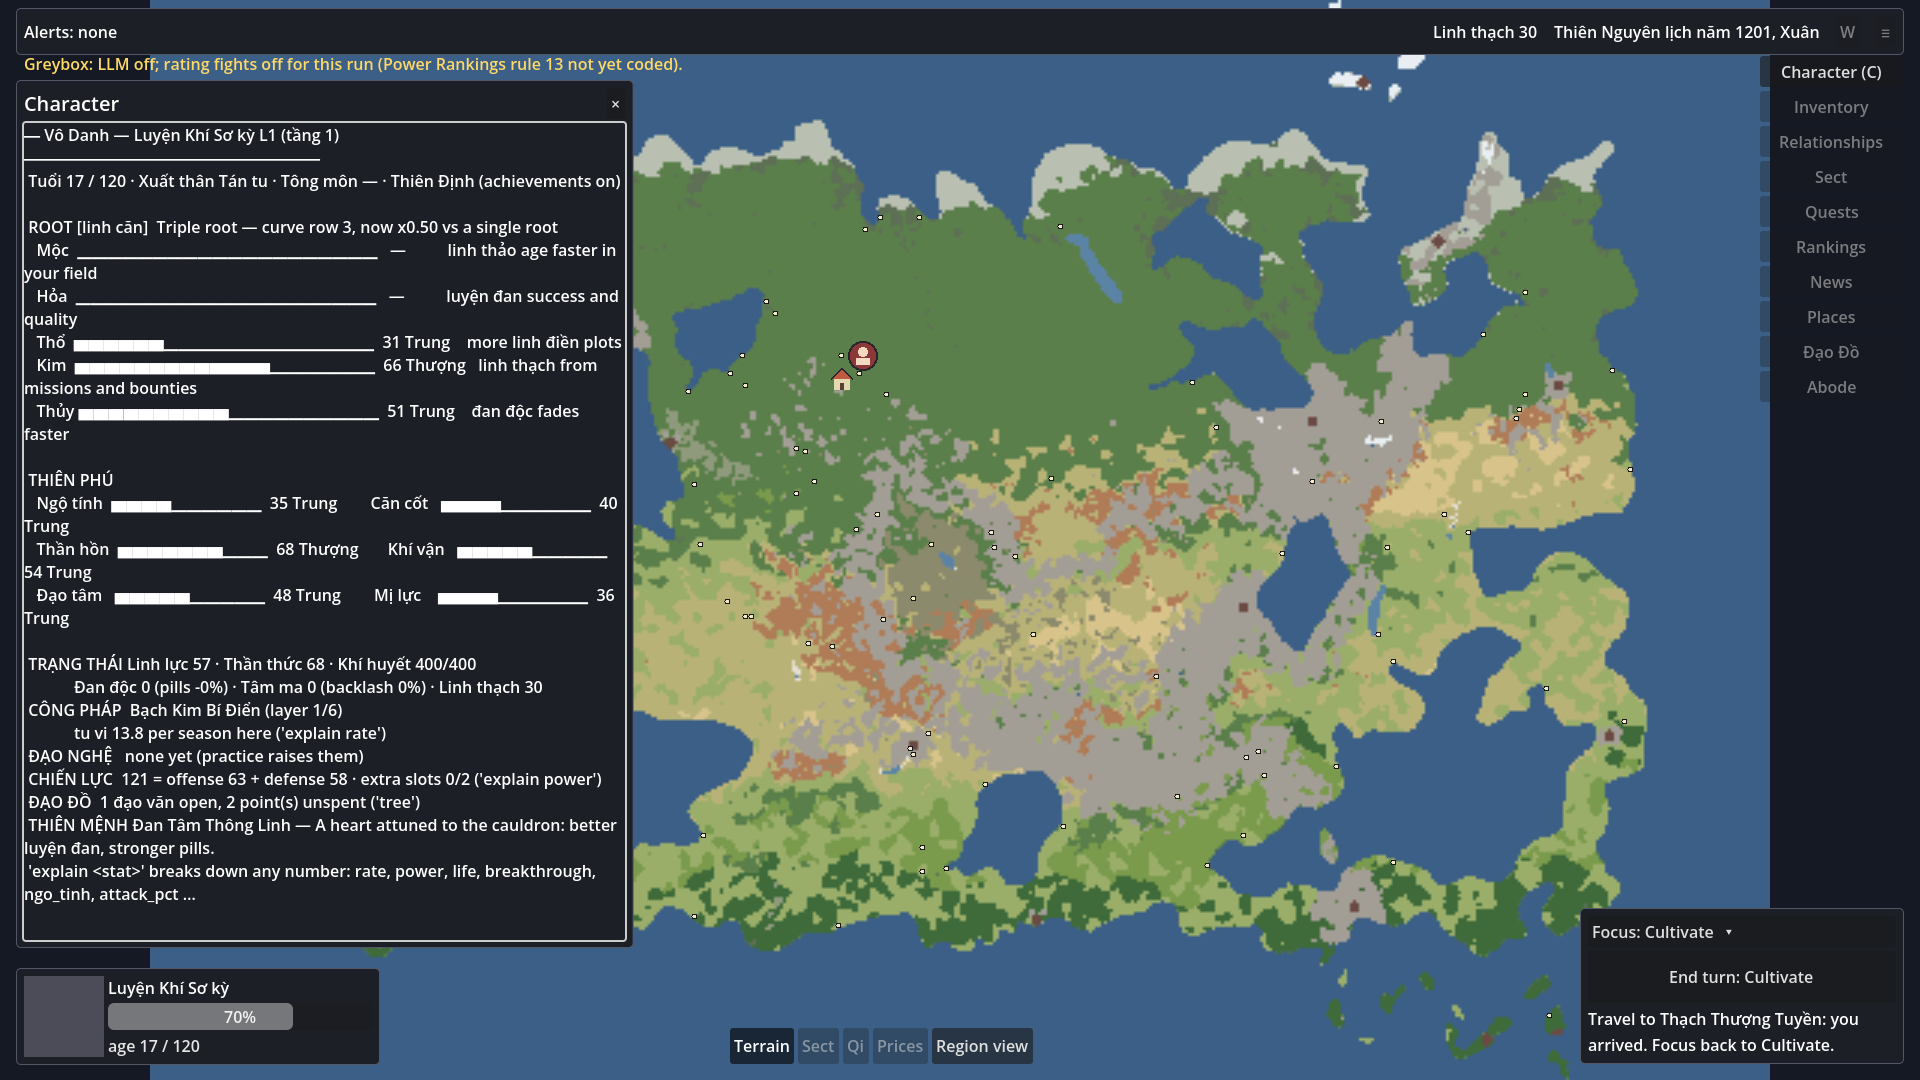 Alerts: none
Linh thạch 30 Thiên Nguyên lịch năm 1201, Xuân W ≡
Greybox: LLM off; rating fights off for this run (Power Rankings rule 13 not yet coded).
Character ×
— Vô Danh — Luyện Khí Sơ kỳ L1 (tầng 1)
Tuổi 17 / 120 · Xuất thân Tán tu · Tông môn — · Thiên Định (achievements on)
ROOT [linh căn] Triple root — curve row 3, now x0.50 vs a single root
Mộc — linh thảo age faster in
your field
Hỏa — luyện đan success and
quality
Thổ 31 Trung more linh điền plots
Kim 66 Thượng linh thạch from
missions and bounties
Thủy 51 Trung đan độc fades
faster
THIÊN PHÚ
Ngộ tính 35 Trung Căn cốt 40
Trung
Thần hồn 68 Thượng Khí vận
54 Trung
Đạo tâm 48 Trung Mị lực 36
Trung
TRẠNG THÁI Linh lực 57 · Thần thức 68 · Khí huyết 400/400
Đan độc 0 (pills -0%) · Tâm ma 0 (backlash 0%) · Linh thạch 30
CÔNG PHÁP Bạch Kim Bí Điển (layer 1/6)
tu vi 13.8 per season here ('explain rate')
ĐẠO NGHỆ none yet (practice raises them)
CHIẾN LỰC 121 = offense 63 + defense 58 · extra slots 0/2 ('explain power')
ĐẠO ĐỒ 1 đạo văn open, 2 point(s) unspent ('tree')
THIÊN MỆNH Đan Tâm Thông Linh — A heart attuned to the cauldron: better
luyện đan, stronger pills.
'explain <stat>' breaks down any number: rate, power, life, breakthrough,
ngo_tinh, attack_pct ...
Character (C)
Inventory
Relationships
Sect
Quests
Rankings
News
Places
Đạo Đồ
Abode
Luyện Khí Sơ kỳ
70%
age 17 / 120
Terrain Sect Qi Prices Region view
Focus: Cultivate ▾
End turn: Cultivate
Travel to Thạch Thượng Tuyền: you
arrived. Focus back to Cultivate.